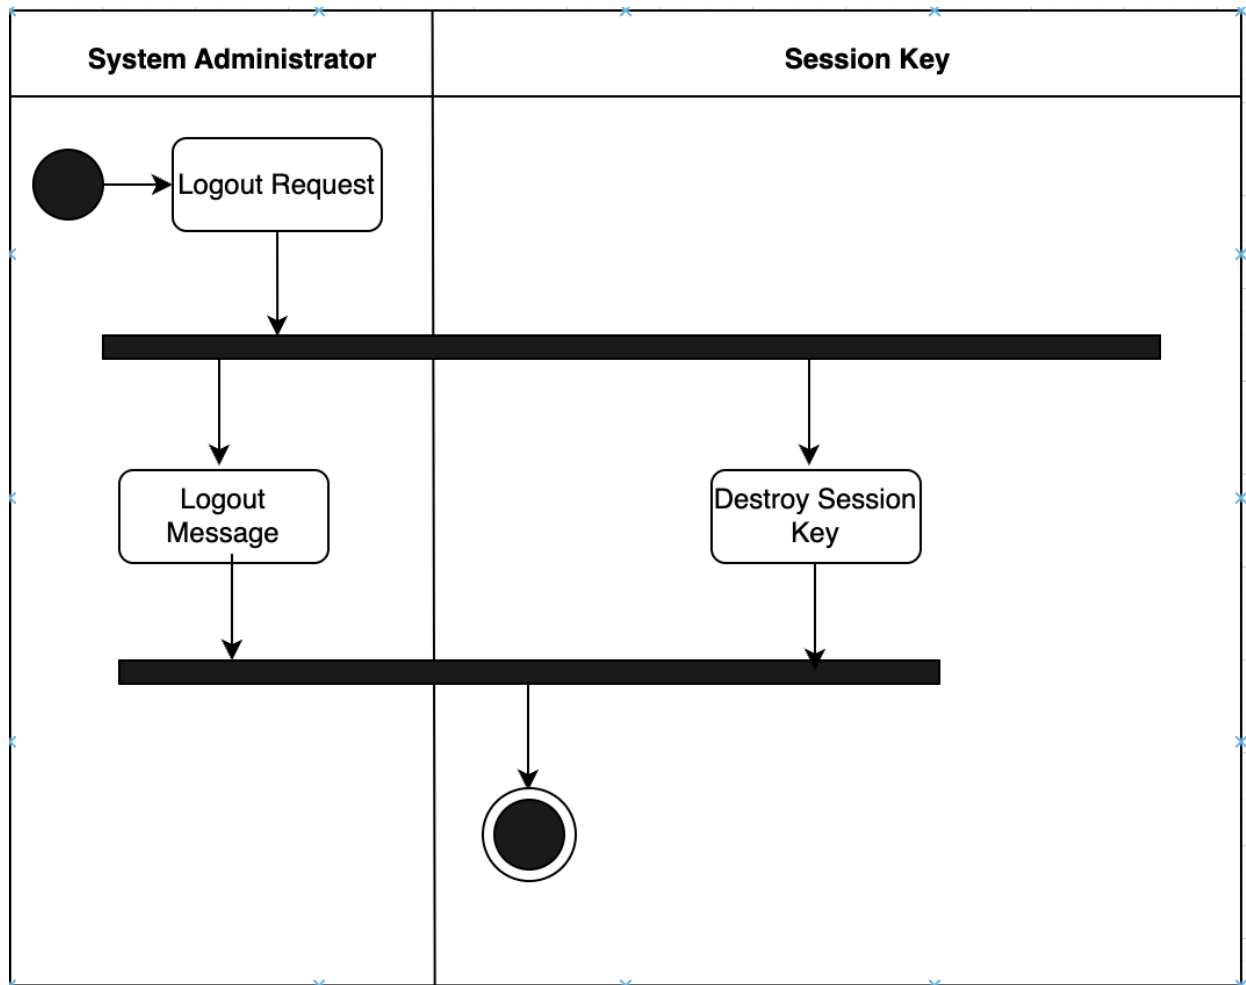 System Administrator
Session Key
Logout Request
Logout
Message
Destroy Session
Key